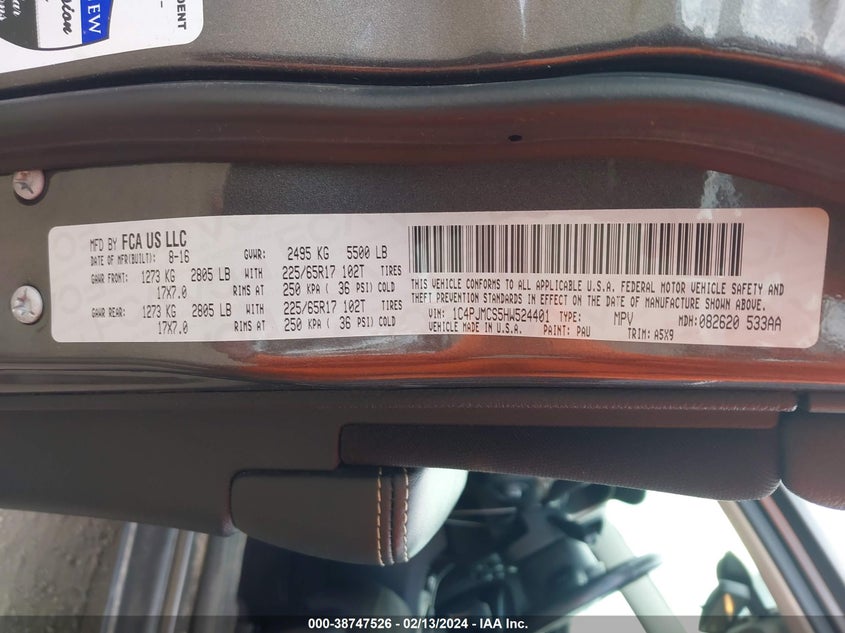 EW
DENT
MFD BY FCA US LLC
DATE OF MFR(BUILT): 8-16 GVWR: 2495 KG 5500 LB
GAWR FRONT: 1273 KG 2805 LB WITH 225/65R17 102T TIRES
17X7.0 RIMS AT 250 KPA ( 36 PSI) COLD
GAWR REAR: 1273 KG 2805 LB WITH 225/65R17 102T TIRES
17X7.0 RIMS AT 250 KPA ( 36 PSI) COLD
THIS VEHICLE CONFORMS TO ALL APPLICABLE U.S.A. FEDERAL MOTOR VEHICLE SAFETY AND
THEFT PREVENTION STANDARDS IN EFFECT ON THE DATE OF MANUFACTURE SHOWN ABOVE.
VIN: 1C4PJMCS5HW524401 TYPE: MPV MDH: 082620 533AA
VEHICLE MADE IN U.S.A. PAINT: PAU TRIM: A5X9
000-38747526 - 02/13/2024 - IAA Inc.